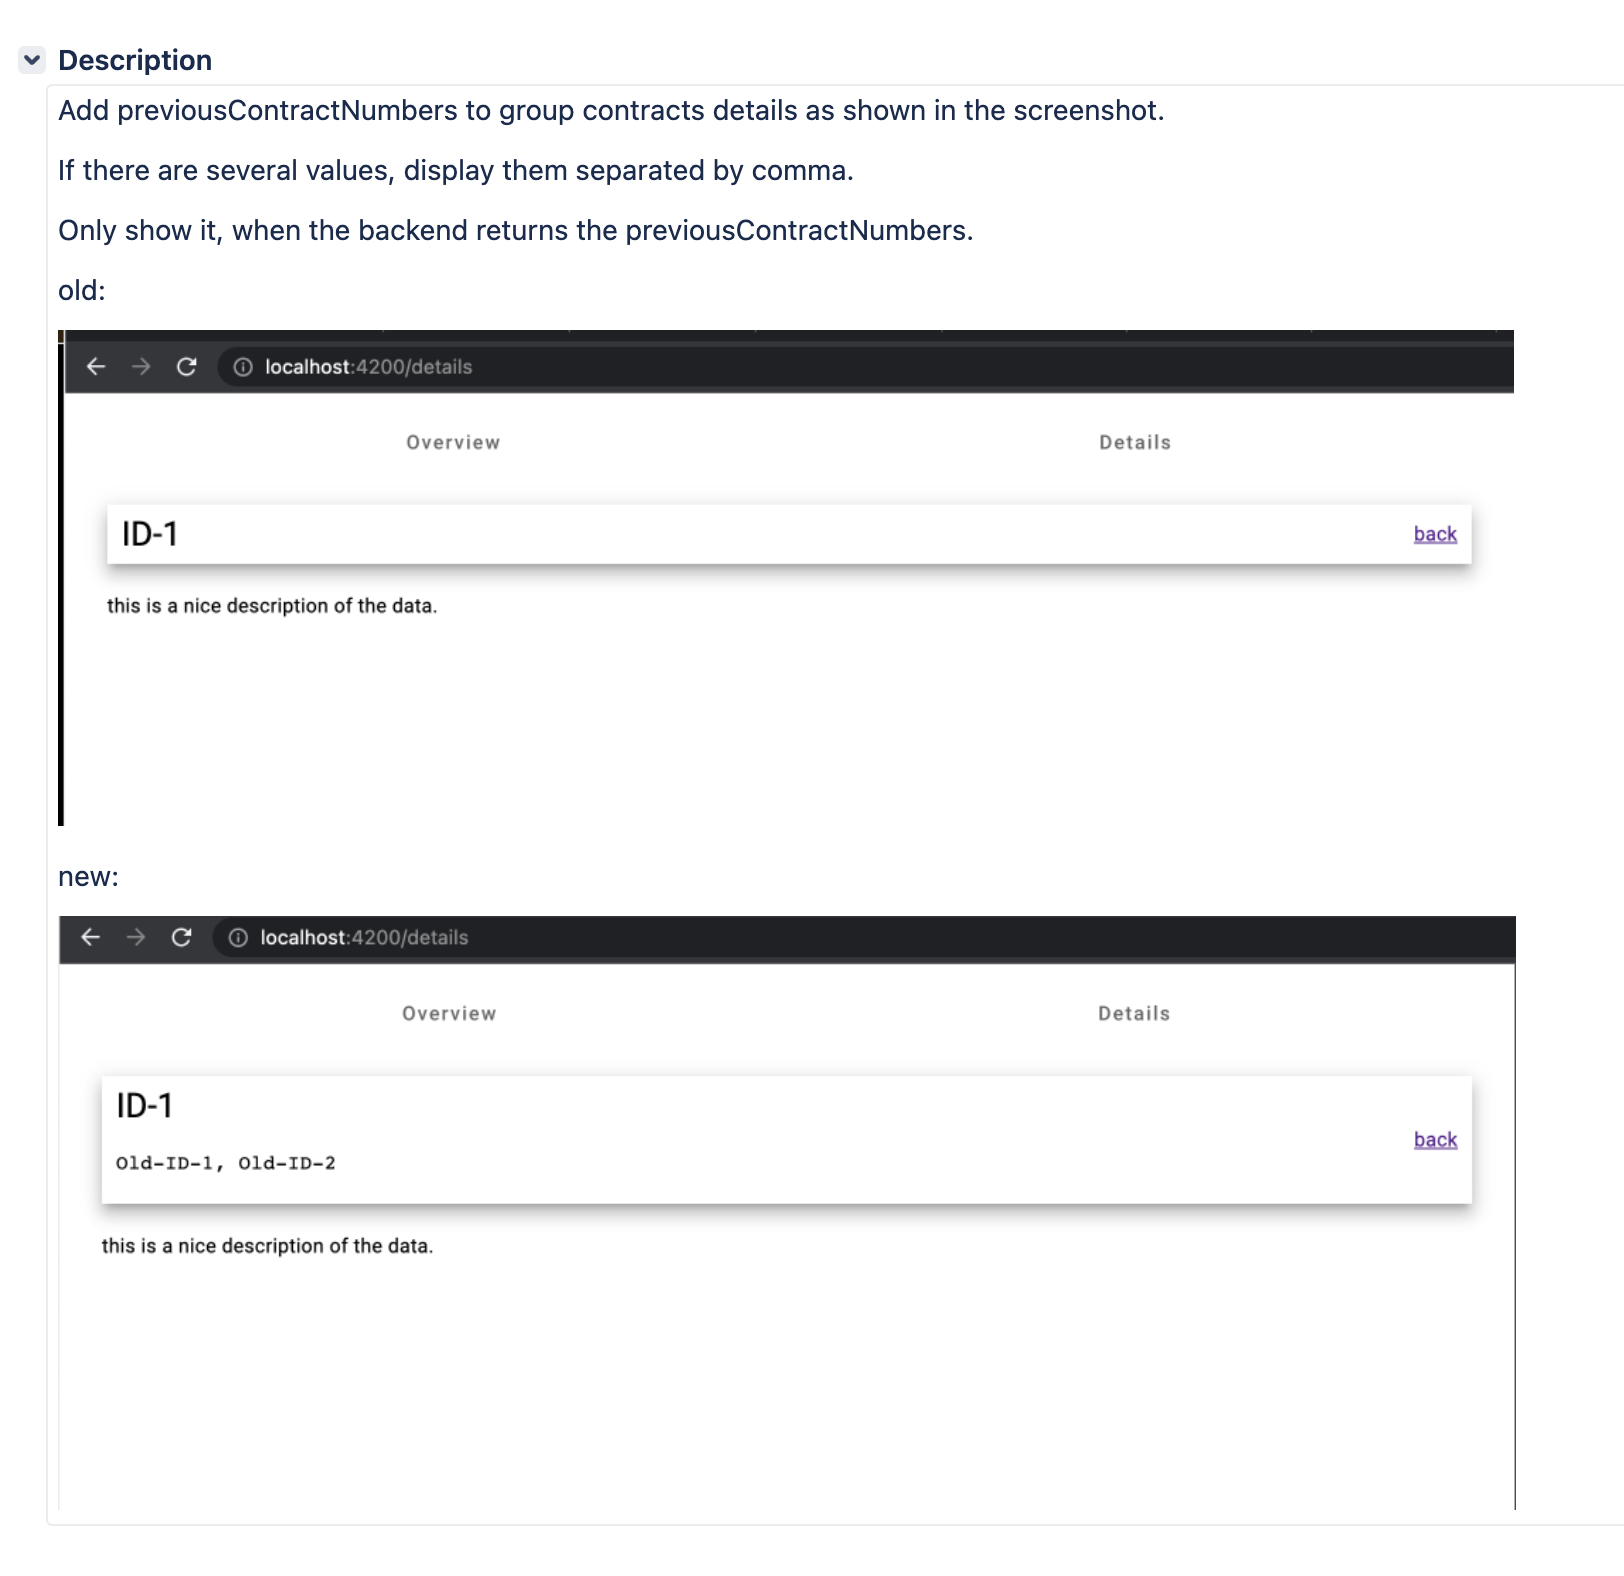 Description
Add previousContractNumbers to group contracts details as shown in the screenshot.
If there are several values, display them separated by comma.
Only show it, when the backend returns the previousContractNumbers.
old:
localhost:4200/details
Overview Details
ID-1 back
this is a nice description of the data.
new:
localhost:4200/details
Overview Details
ID-1
back
Old-ID-1, Old-ID-2
this is a nice description of the data.